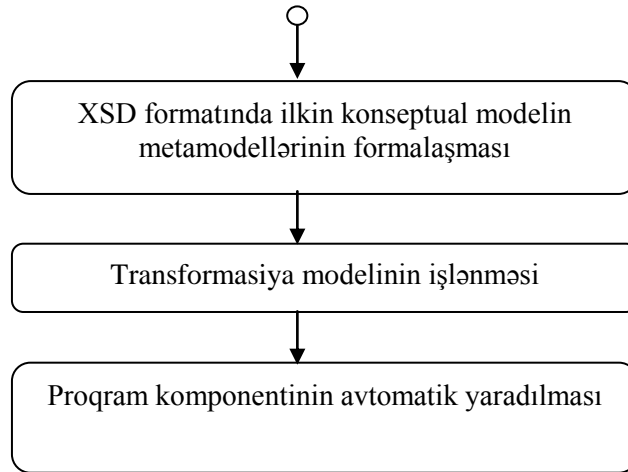 XSD formatında ilkin konseptual modelin
metamodellərinin formalaşması
Transformasiya modelinin işlənməsi
Proqram komponentinin avtomatik yaradılması